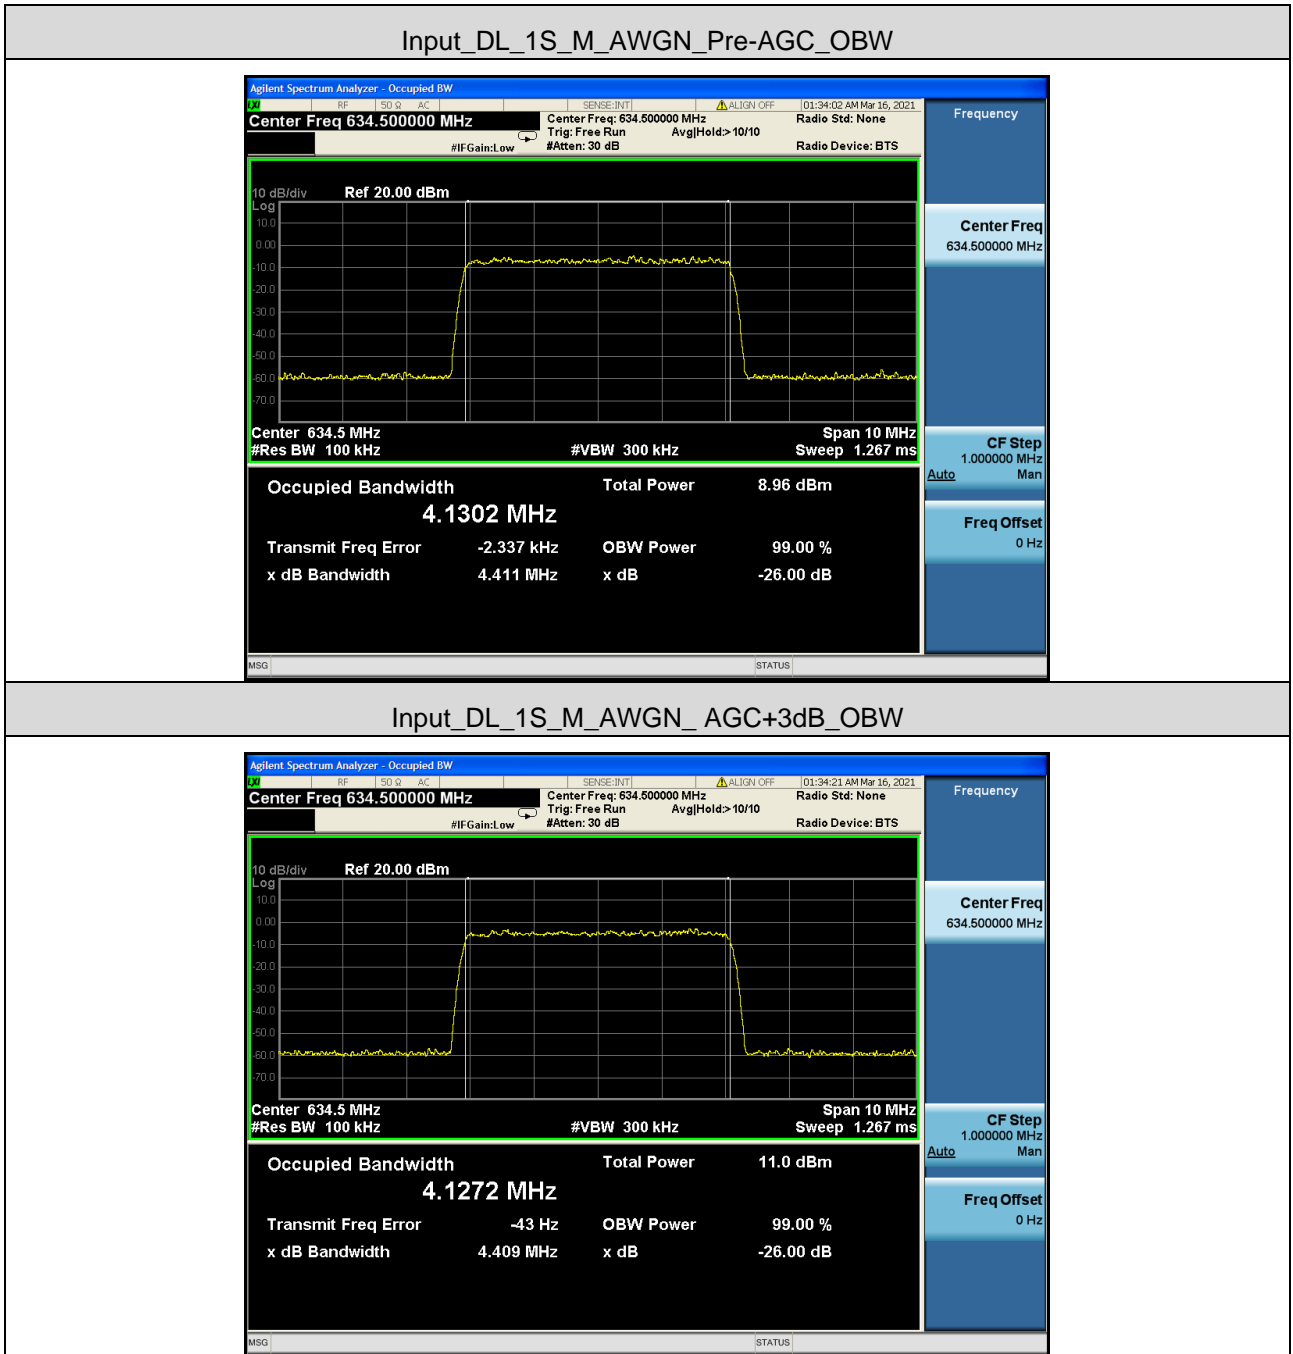 Input_DL_1S_M_AWGN_Pre-AGC_OBW
Agilent Spectrum Analyzer - Occupied BW
LXI RF 50 Ω AC SENSE:INT ALIGN OFF 01:34:02 AM Mar 16, 2021
Center Freq 634.500000 MHz
Center Freq: 634.500000 MHz
Radio Std: None
Trig: Free Run Avg|Hold:> 10/10
#IFGain:Low #Atten: 30 dB Radio Device: BTS
Frequency
10 dB/div Ref 20.00 dBm
Log
10.0
0.00
-10.0
-20.0
-30.0
-40.0
-50.0
-60.0
-70.0
Center 634.5 MHz Span 10 MHz
#Res BW 100 kHz #VBW 300 kHz Sweep 1.267 ms
Occupied Bandwidth Total Power 8.96 dBm
4.1302 MHz
Transmit Freq Error -2.337 kHz OBW Power 99.00 %
x dB Bandwidth 4.411 MHz x dB -26.00 dB
Center Freq
634.500000 MHz
CF Step
1.000000 MHz
Auto Man
Freq Offset
0 Hz
MSG STATUS
Input_DL_1S_M_AWGN_ AGC+3dB_OBW
Agilent Spectrum Analyzer - Occupied BW
LXI RF 50 Ω AC SENSE:INT ALIGN OFF 01:34:21 AM Mar 16, 2021
Center Freq 634.500000 MHz
Center Freq: 634.500000 MHz
Radio Std: None
Trig: Free Run Avg|Hold:> 10/10
#IFGain:Low #Atten: 30 dB Radio Device: BTS
Frequency
10 dB/div Ref 20.00 dBm
Log
10.0
0.00
-10.0
-20.0
-30.0
-40.0
-50.0
-60.0
-70.0
Center 634.5 MHz Span 10 MHz
#Res BW 100 kHz #VBW 300 kHz Sweep 1.267 ms
Occupied Bandwidth Total Power 11.0 dBm
4.1272 MHz
Transmit Freq Error -43 Hz OBW Power 99.00 %
x dB Bandwidth 4.409 MHz x dB -26.00 dB
Center Freq
634.500000 MHz
CF Step
1.000000 MHz
Auto Man
Freq Offset
0 Hz
MSG STATUS